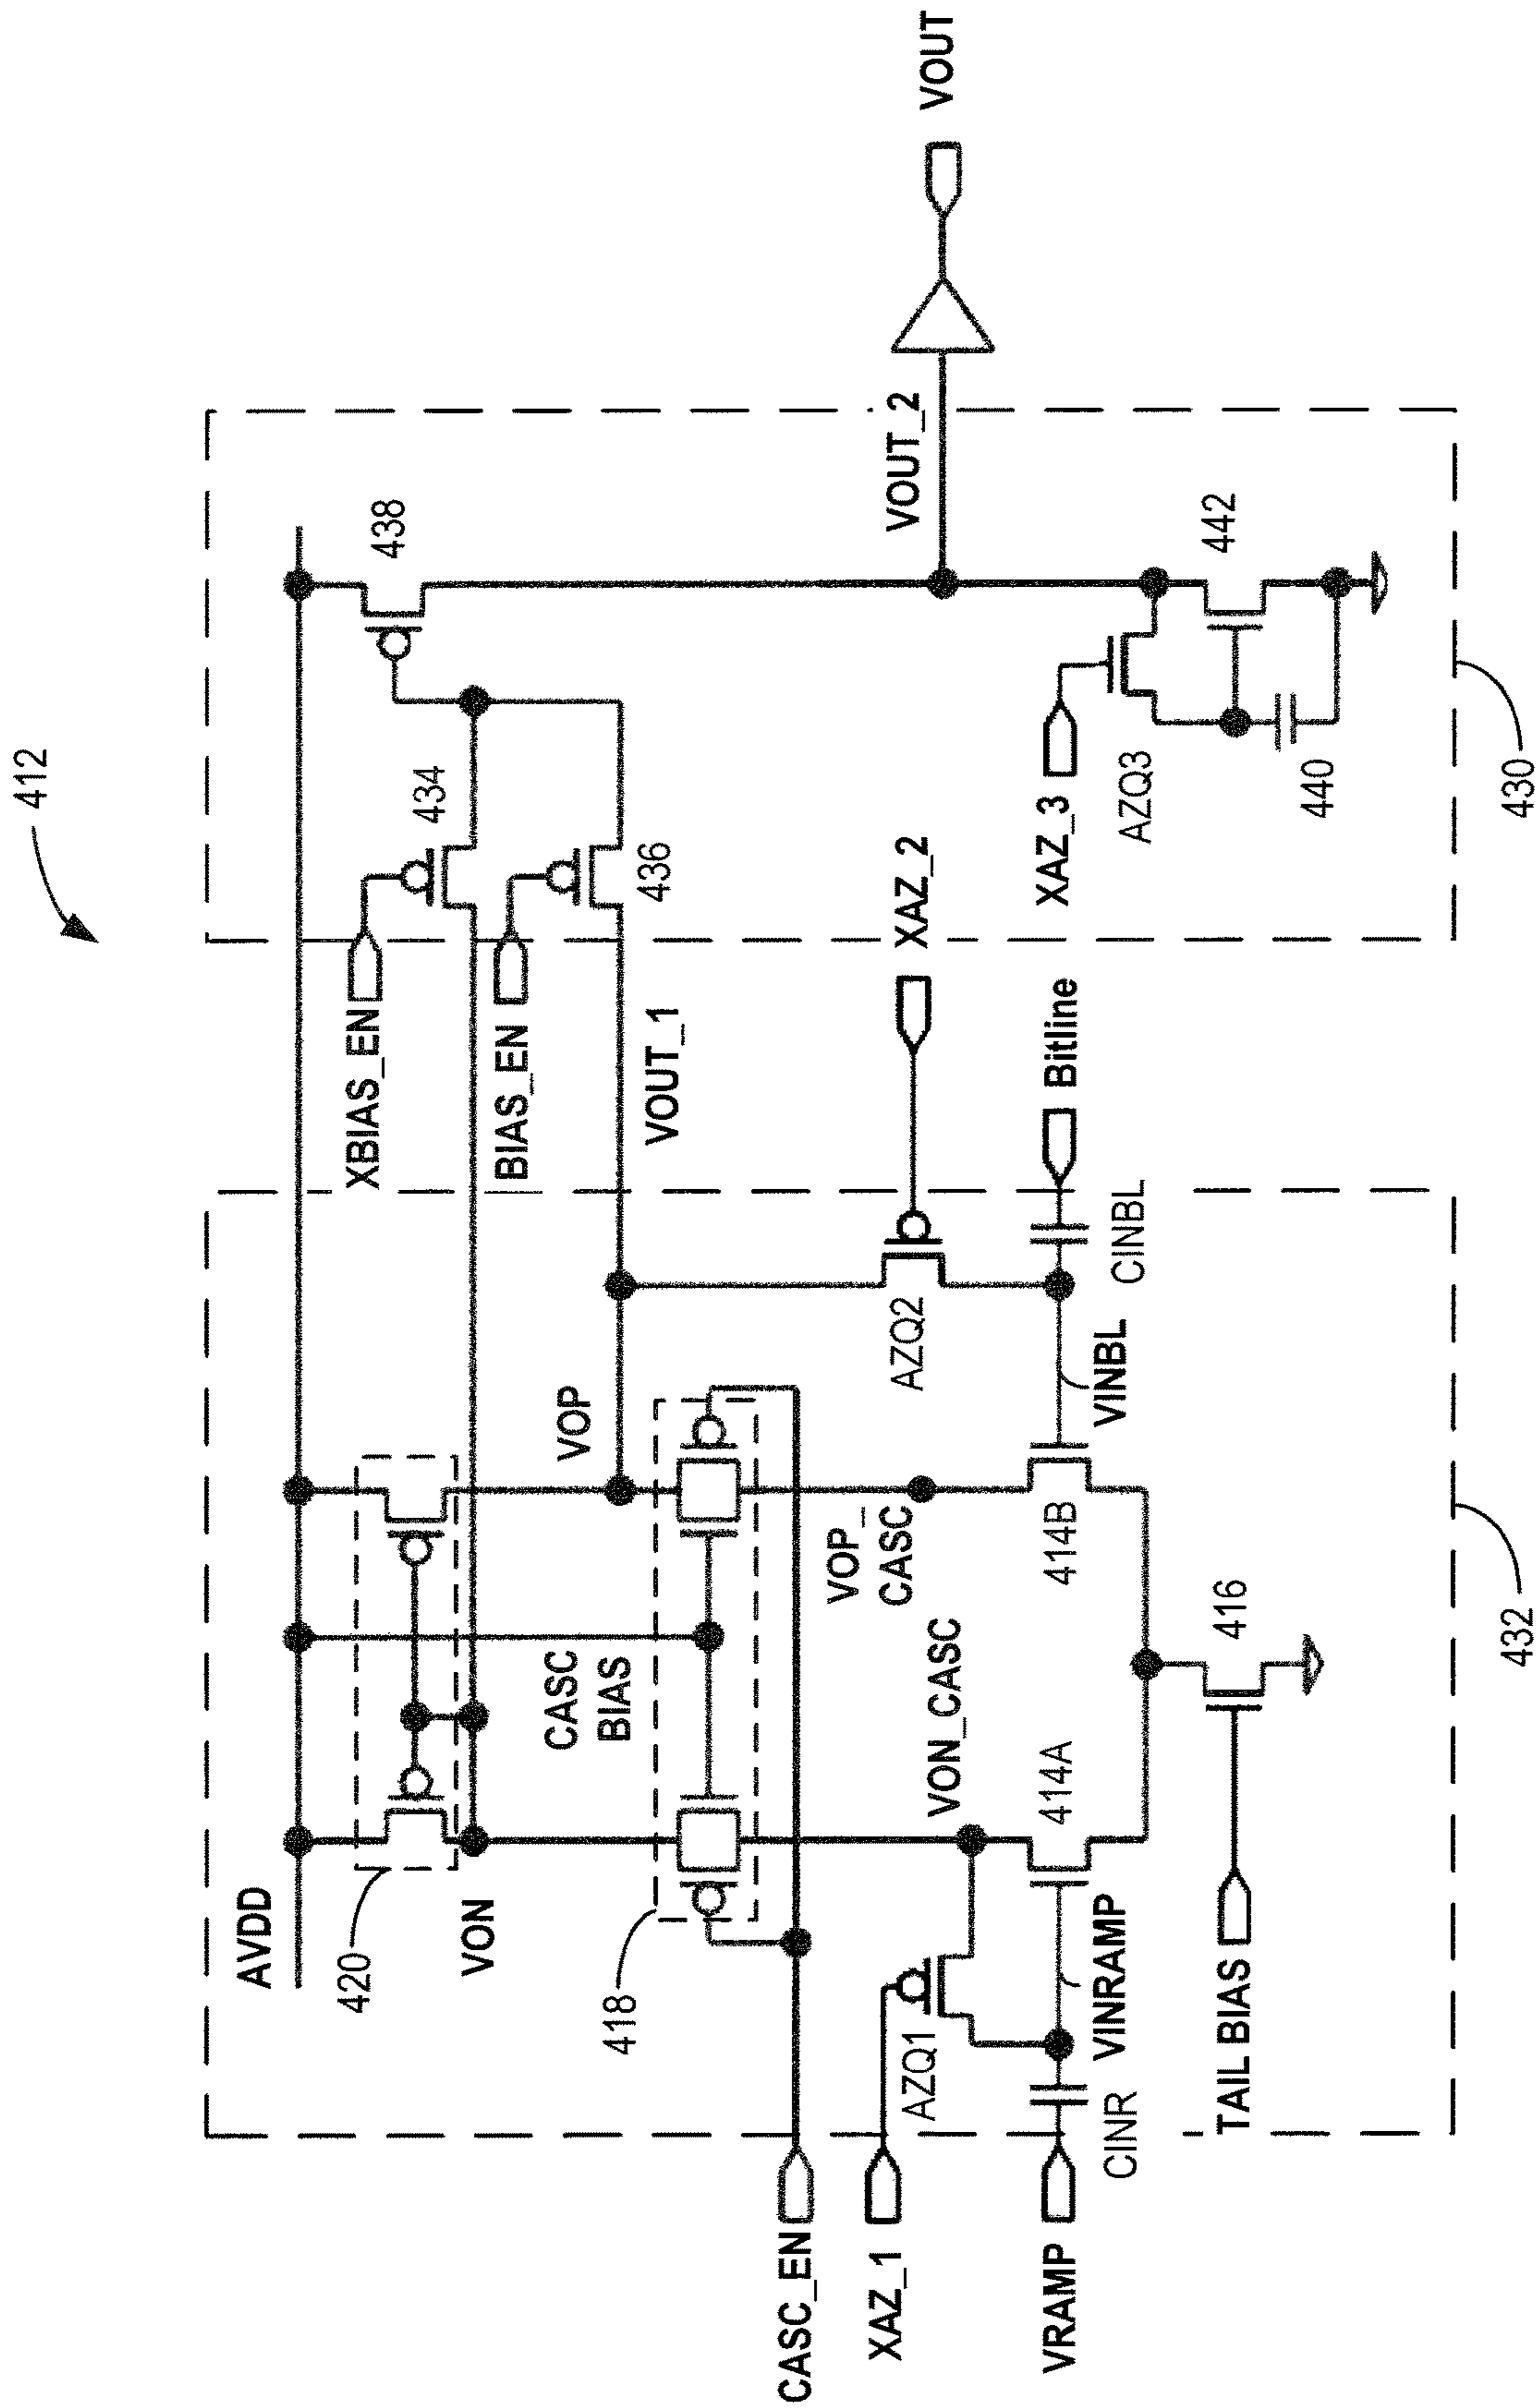 412
AVDD
420
VON
418
CASC
BIAS
VOP
VOP_
CASC
VON_CASC
CASC_EN
XAZ_1
AZQ1
VRAMP
CINR
VINRAMP
414A
414B
VINBL
AZQ2
CINBL
Bitline
XAZ_2
TAIL BIAS
416
432
XBIAS_EN
BIAS_EN
VOUT_1
434
436
438
VOUT_2
VOUT
XAZ_3
AZQ3
440
442
430